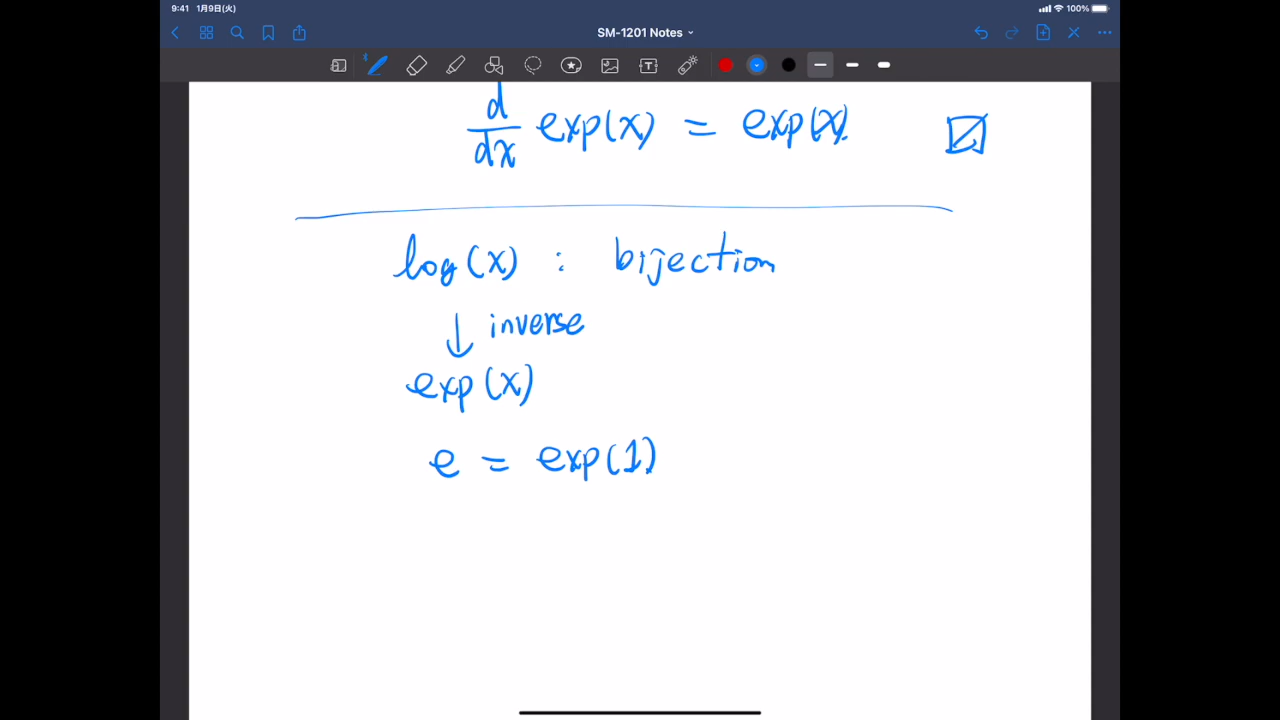 9:41 1月9日(火) 100%
SM-1201 Notes
d/dx exp(x) = exp(x).
log(x) : bijection
↓ inverse
exp(x)
e = exp(1)